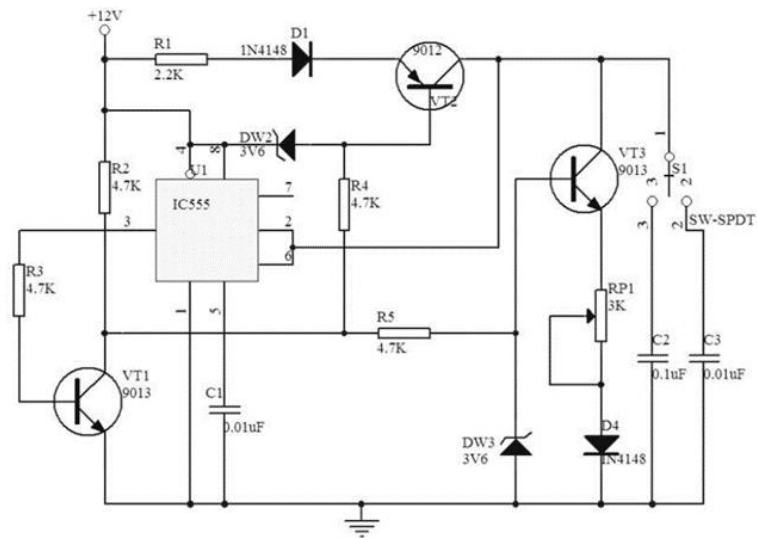 +12V
R1
2.2K
1N4148
D1
9012
VT2
DW2
3V6
4
8
U1
IC555
7
2
6
3
1
5
R2
4.7K
R4
4.7K
R3
4.7K
R5
4.7K
VT3
9013
1
S1
3
2
SW-SPDT
3
2
RP1
3K
VT1
9013
C1
0.01uF
C2
0.1uF
C3
0.01uF
DW3
3V6
D4
1N4148